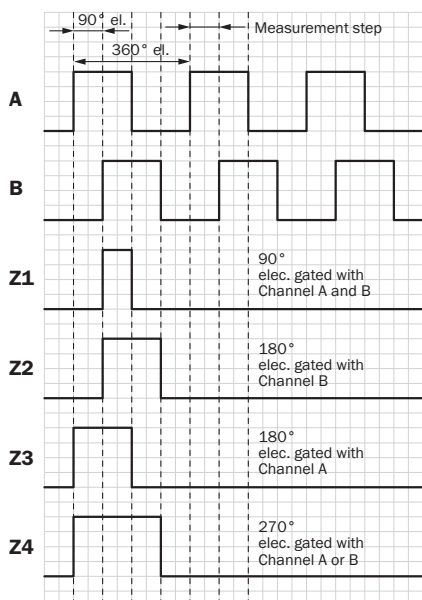 90° el.
Measurement step
360° el.
A
B
Z1
90°
elec. gated with
Channel A and B
Z2
180°
elec. gated with
Channel B
Z3
180°
elec. gated with
Channel A
Z4
270°
elec. gated with
Channel A or B